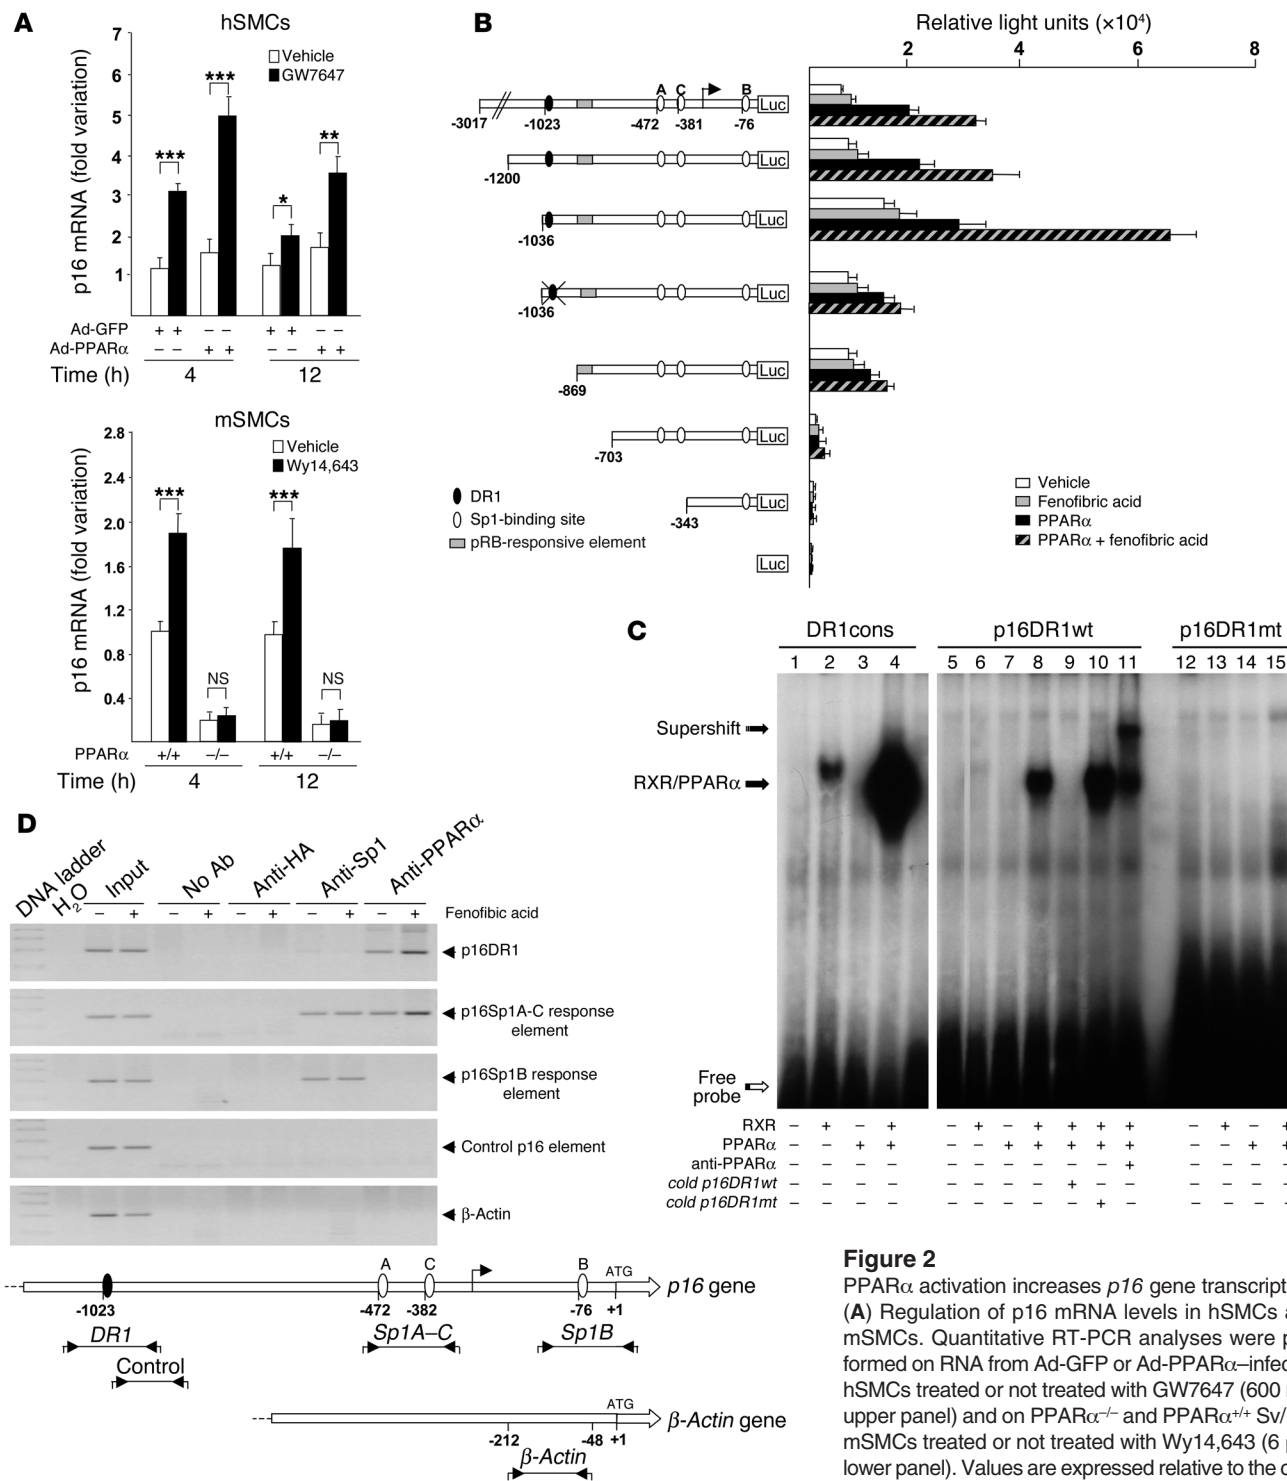 A
hSMCs
7
6
5
4
3
2
1
p16 mRNA (fold variation)
Vehicle
GW7647
*** *** * **
Ad-GFP + + – – + + – –
Ad-PPARα – – + + – – + +
Time (h) 4 12
mSMCs
2.8
2.4
2.0
1.6
1.2
0.8
0.4
p16 mRNA (fold variation)
Vehicle
Wy14,643
*** NS *** NS
PPARα +/+ –/– +/+ –/–
Time (h) 4 12
B
Relative light units (×10⁴)
2 4 6 8
A C B
Luc
-3017 -1023 -472 -381 -76
Luc
-1200
Luc
-1036
Luc
-1036
Luc
-869
Luc
-703
Luc
-343
Luc
DR1
Sp1-binding site
pRB-responsive element
Vehicle
Fenofibric acid
PPARα
PPARα + fenofibric acid
C
DR1cons p16DR1wt p16DR1mt
1 2 3 4 5 6 7 8 9 10 11 12 13 14 15
Supershift
RXR/PPARα
Free
probe
RXR – + – + – + – + + + + – + – +
PPARα – – + + – – + + + + + – – + +
anti-PPARα – – – – – – – – – – + – – – –
cold p16DR1wt – – – – – – – – + – – – – – –
cold p16DR1mt – – – – – – – – – + – – – – –
D
DNA ladder H₂O Input No Ab Anti-HA Anti-Sp1 Anti-PPARα
– + – + – + – + – + Fenofibic acid
p16DR1
p16Sp1A-C response
element
p16Sp1B response
element
Control p16 element
β-Actin
A C B ATG
p16 gene
-1023 -472 -382 -76 +1
DR1 Sp1A–C Sp1B
Control
ATG
β-Actin gene
-212 -48 +1
β-Actin
Figure 2
PPARα activation increases p16 gene transcript
(A) Regulation of p16 mRNA levels in hSMCs a
mSMCs. Quantitative RT-PCR analyses were p
formed on RNA from Ad-GFP or Ad-PPARα–infec
hSMCs treated or not treated with GW7647 (600
upper panel) and on PPARα–/– and PPARα+/+ Sv/
mSMCs treated or not treated with Wy14,643 (6
lower panel). Values are expressed relative to the c